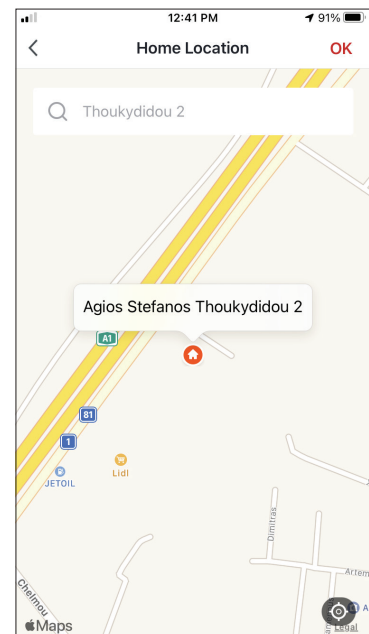 12:41 PM
91%
Home Location
OK
Thoukydidou 2
Agios Stefanos Thoukydidou 2
A1
81
1
Lidl
JETOIL
Dimitras
Artem
Chelmou
A
Maps
Legal